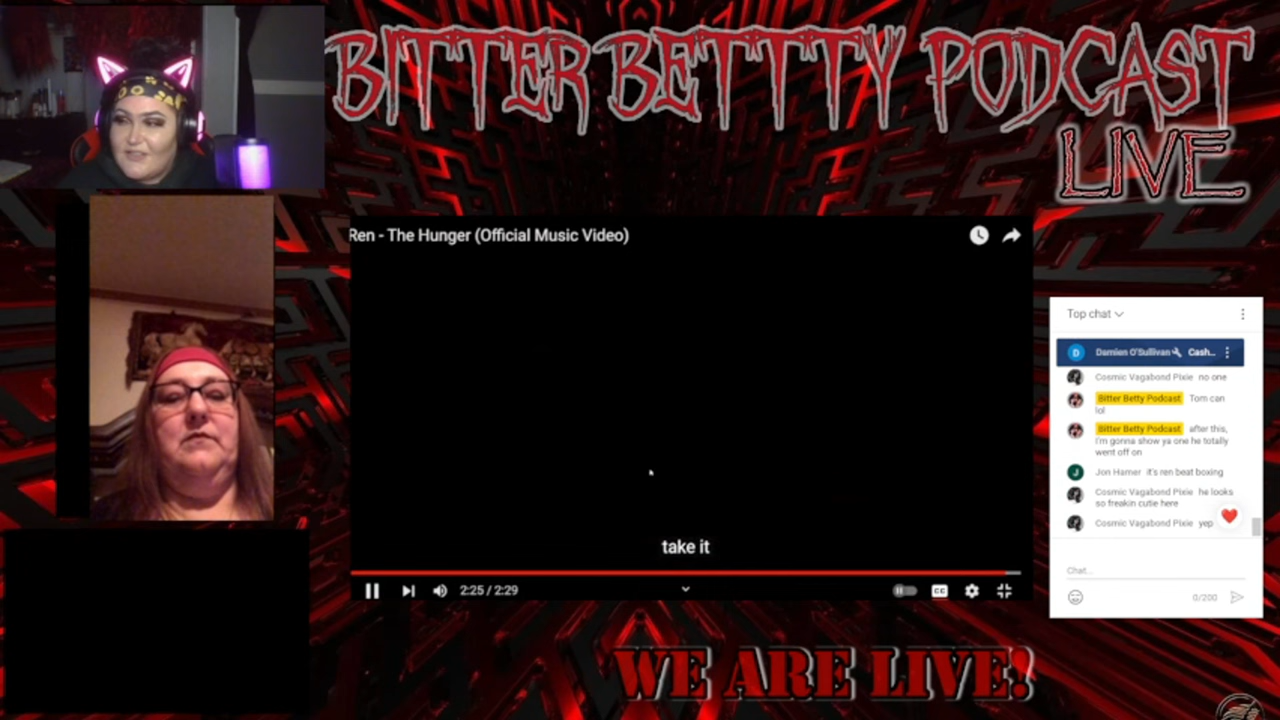 BITTER BETTTY PODCAST
LIVE
Ren - The Hunger (Official Music Video)
take it
2:25 / 2:29
CC
Top chat
D Damien O'Sullivan Cash...
Cosmic Vagabond Pixie no one
Bitter Betty Podcast Tom can
lol
Bitter Betty Podcast after this,
I'm gonna show ya one he totally
went off on
J Jon Hamer it's ren beat boxing
Cosmic Vagabond Pixie he looks
so freakin cutie here
Cosmic Vagabond Pixie yep
Chat...
0/200
WE ARE LIVE!